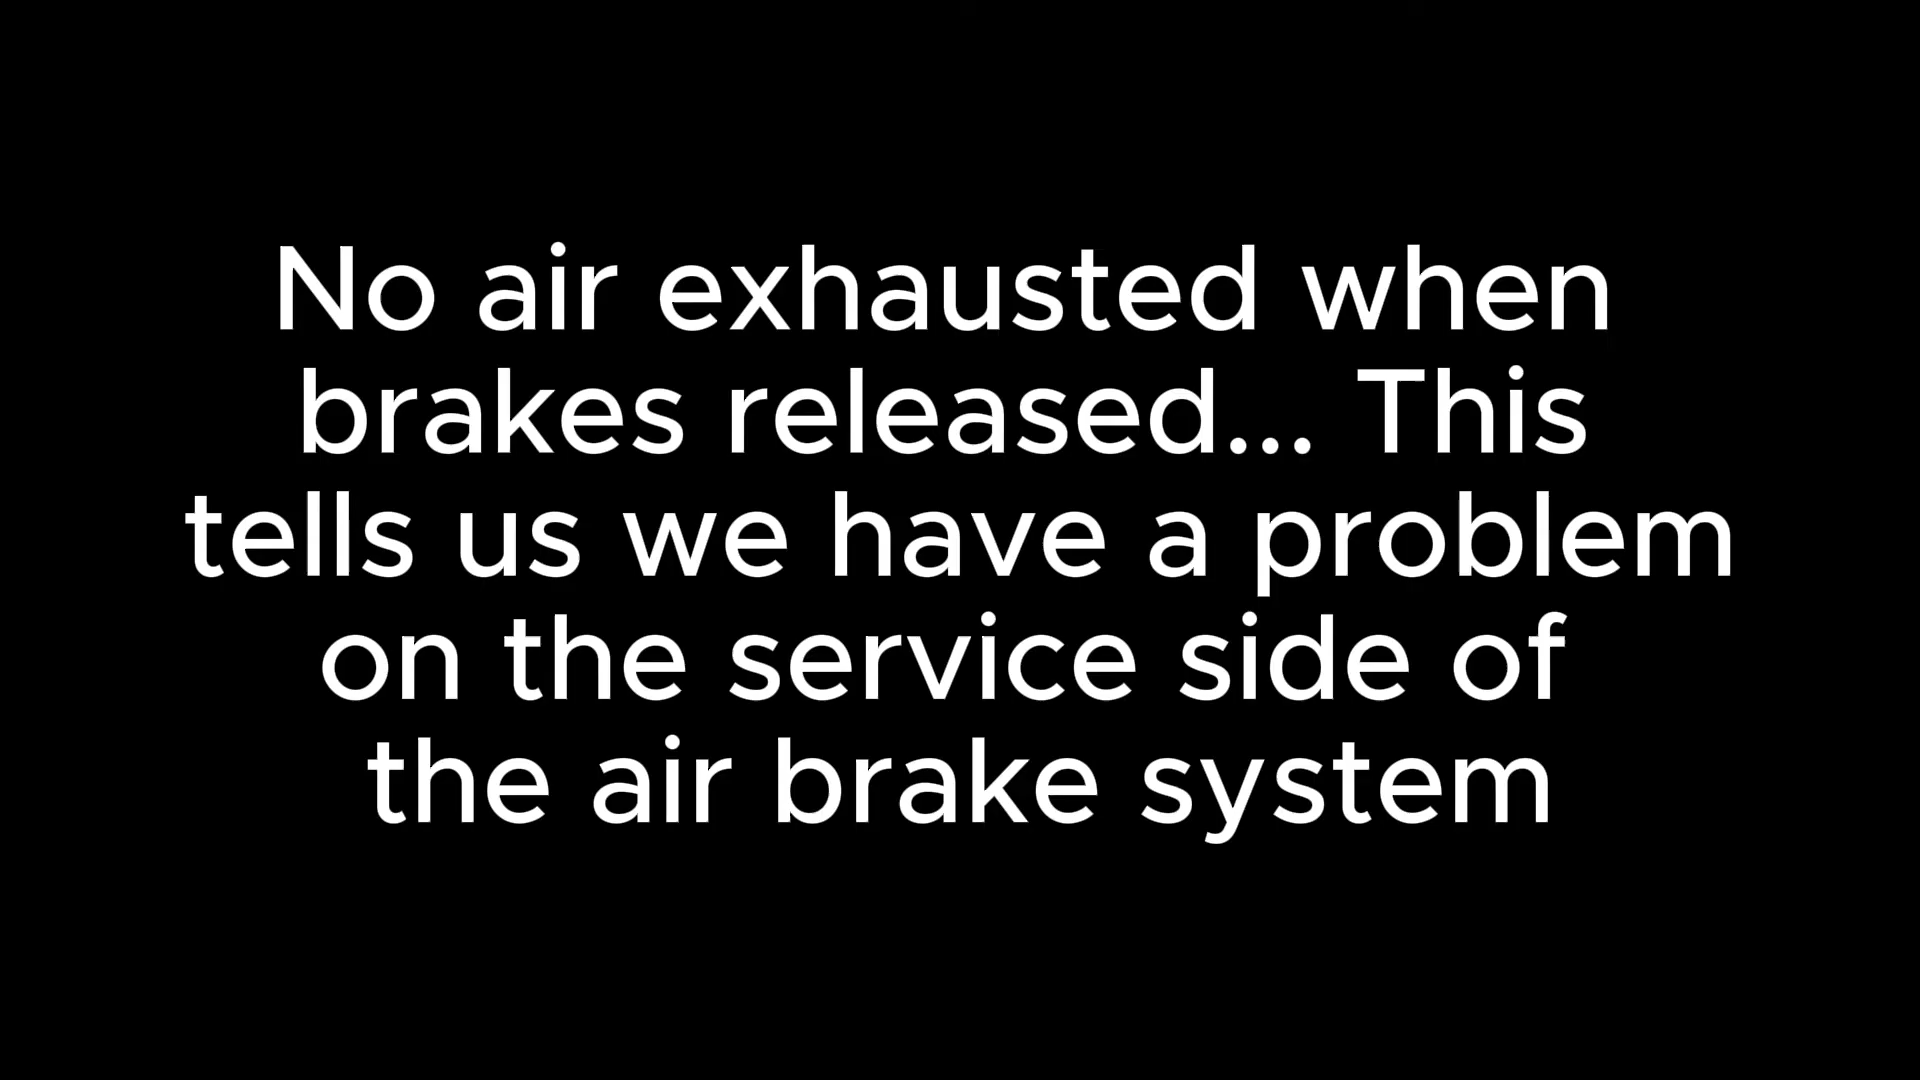 No air exhausted when
brakes released... This
tells us we have a problem
on the service side of
the air brake system